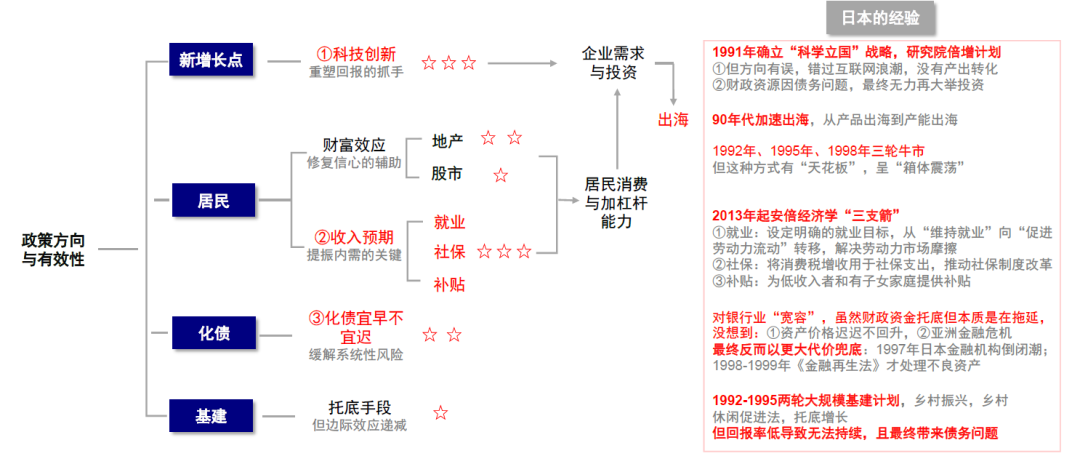 日本的经验
政策方向
与有效性
新增长点
①科技创新
重塑回报的抓手
☆☆☆
企业需求
与投资
出海
居民
财富效应
修复信心的辅助
地产
☆☆
股市
☆
②收入预期
提振内需的关键
就业
社保
☆☆☆
补贴
居民消费
与加杠杆
能力
化债
③化债宜早不
宜迟
缓解系统性风险
☆☆
基建
托底手段
但边际效应递减
☆
1991年确立“科学立国”战略，研究院倍增计划
①但方向有误，错过互联网浪潮，没有产出转化
②财政资源因债务问题，最终无力再大举投资
90年代加速出海，从产品出海到产能出海
1992年、1995年、1998年三轮牛市
但这种方式有“天花板”，呈“箱体震荡”
2013年起安倍经济学“三支箭”
①就业：设定明确的就业目标，从“维持就业”向“促进
劳动力流动”转移，解决劳动力市场摩擦
②社保：将消费税增收用于社保支出，推动社保制度改革
③补贴：为低收入者和有子女家庭提供补贴
对银行业“宽容”，虽然财政资金托底但本质是在拖延，
没想到：①资产价格迟迟不回升，②亚洲金融危机
最终反而以更大代价兜底：1997年日本金融机构倒闭潮；
1998-1999年《金融再生法》才处理不良资产
1992-1995两轮大规模基建计划，乡村振兴，乡村
休闲促进法，托底增长
但回报率低导致无法持续，且最终带来债务问题